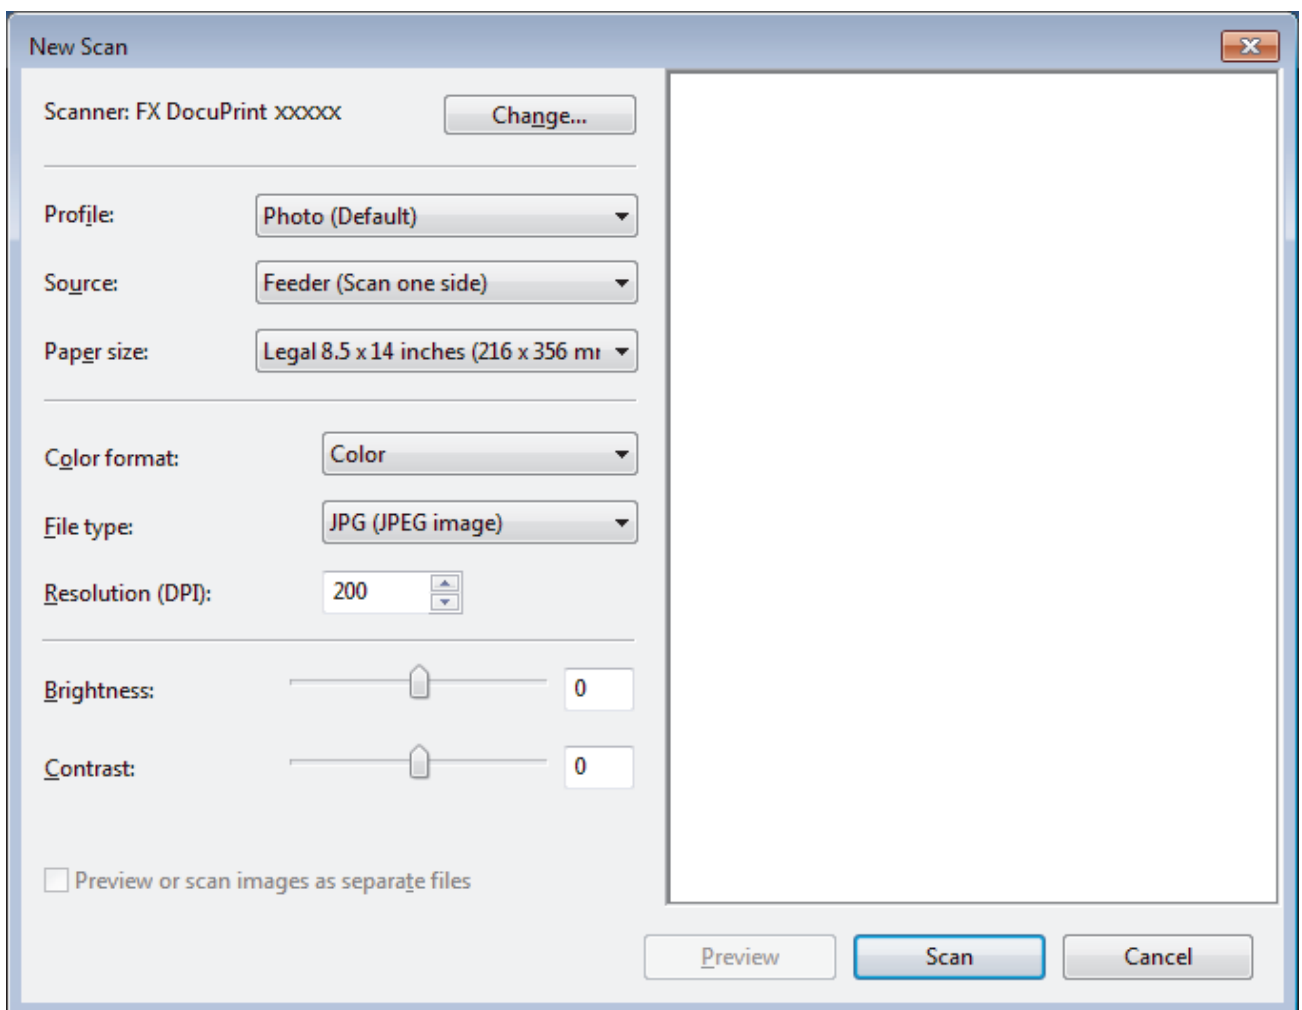 New Scan
Scanner: FX DocuPrint xxxxx
Change...
Profile:
Photo (Default)
Source:
Feeder (Scan one side)
Paper size:
Legal 8.5 x 14 inches (216 x 356 mm
Color format:
Color
File type:
JPG (JPEG image)
Resolution (DPI):
200
Brightness:
0
Contrast:
0
Preview or scan images as separate files
Preview
Scan
Cancel